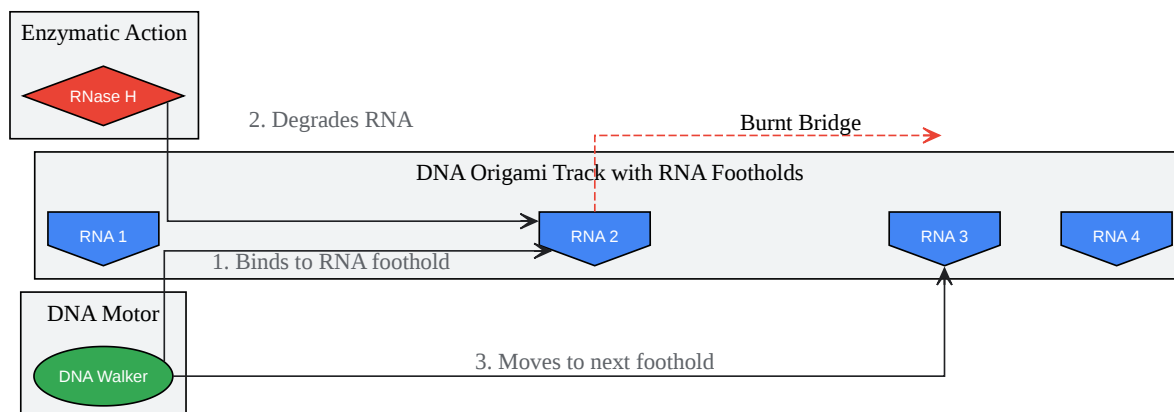 Enzymatic Action
RNase H
2. Degrades RNA
Burnt Bridge
DNA Origami Track with RNA Footholds
RNA 1
RNA 2
RNA 3
RNA 4
1. Binds to RNA foothold
DNA Motor
DNA Walker
3. Moves to next foothold